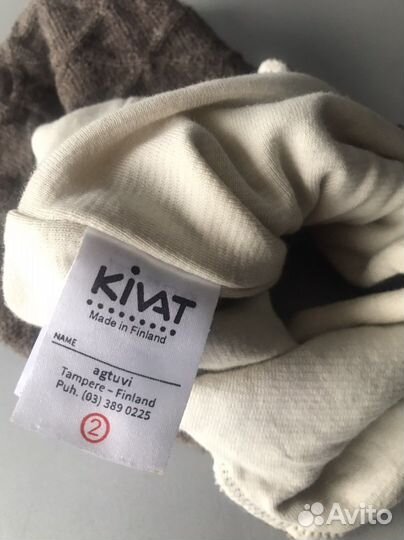 KIVAT
Made in Finland
NAME
agtuvi
Tampere – Finland
Puh. (03) 389 0225
2
Avito